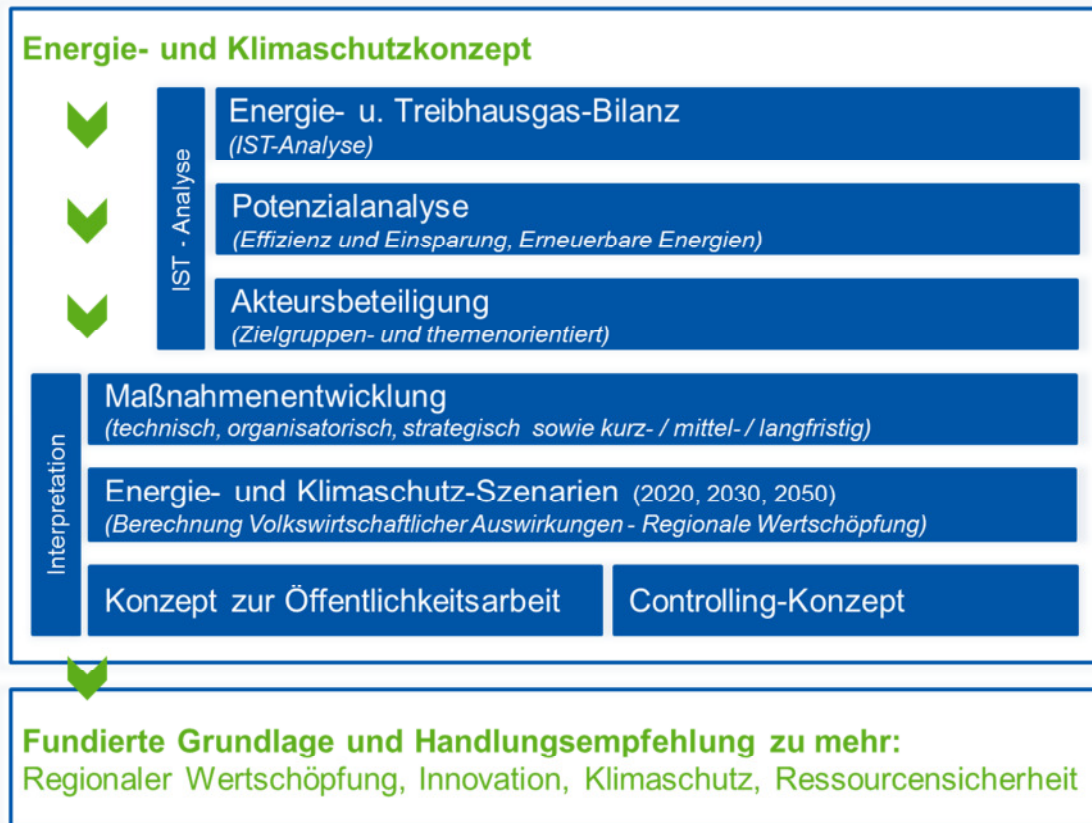 Energie- und Klimaschutzkonzept
IST - Analyse
Energie- u. Treibhausgas-Bilanz
(IST-Analyse)
Potenzialanalyse
(Effizienz und Einsparung, Erneuerbare Energien)
Akteursbeteiligung
(Zielgruppen- und themenorientiert)
Interpretation
Maßnahmenentwicklung
(technisch, organisatorisch, strategisch sowie kurz- / mittel- / langfristig)
Energie- und Klimaschutz-Szenarien (2020, 2030, 2050)
(Berechnung Volkswirtschaftlicher Auswirkungen - Regionale Wertschöpfung)
Konzept zur Öffentlichkeitsarbeit
Controlling-Konzept
Fundierte Grundlage und Handlungsempfehlung zu mehr:
Regionaler Wertschöpfung, Innovation, Klimaschutz, Ressourcensicherheit